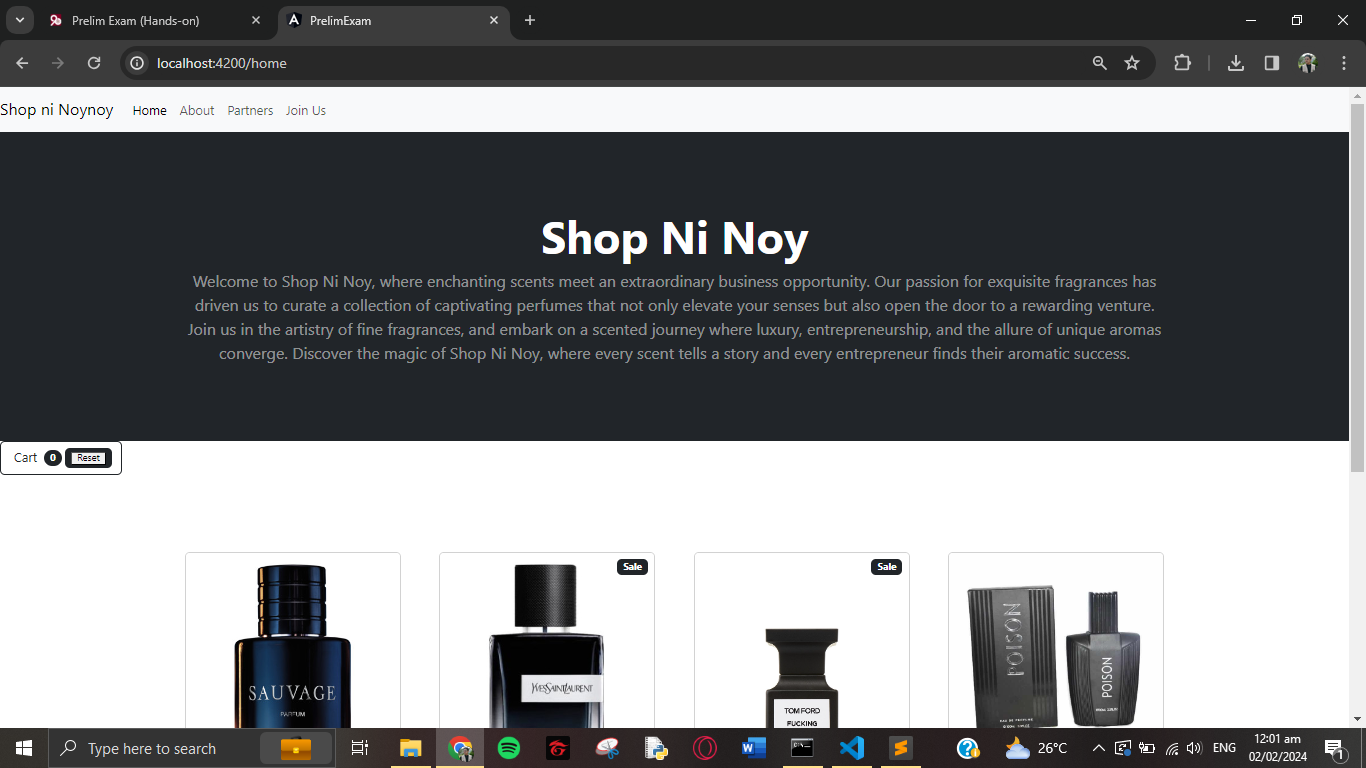 Prelim Exam (Hands-on)
PrelimExam
localhost:4200/home
Shop ni Noynoy Home About Partners Join Us
Shop Ni Noy
Welcome to Shop Ni Noy, where enchanting scents meet an extraordinary business opportunity. Our passion for exquisite fragrances has
driven us to curate a collection of captivating perfumes that not only elevate your senses but also open the door to a rewarding venture.
Join us in the artistry of fine fragrances, and embark on a scented journey where luxury, entrepreneurship, and the allure of unique aromas
converge. Discover the magic of Shop Ni Noy, where every scent tells a story and every entrepreneur finds their aromatic success.
Cart 0 Reset
Sale
Sale
SAUVAGE
PARFUM
YVESSAINTLAURENT
TOM FORD
FUCKING
POISON
POISON
Type here to search
26°C
ENG
12:01 am
02/02/2024
1